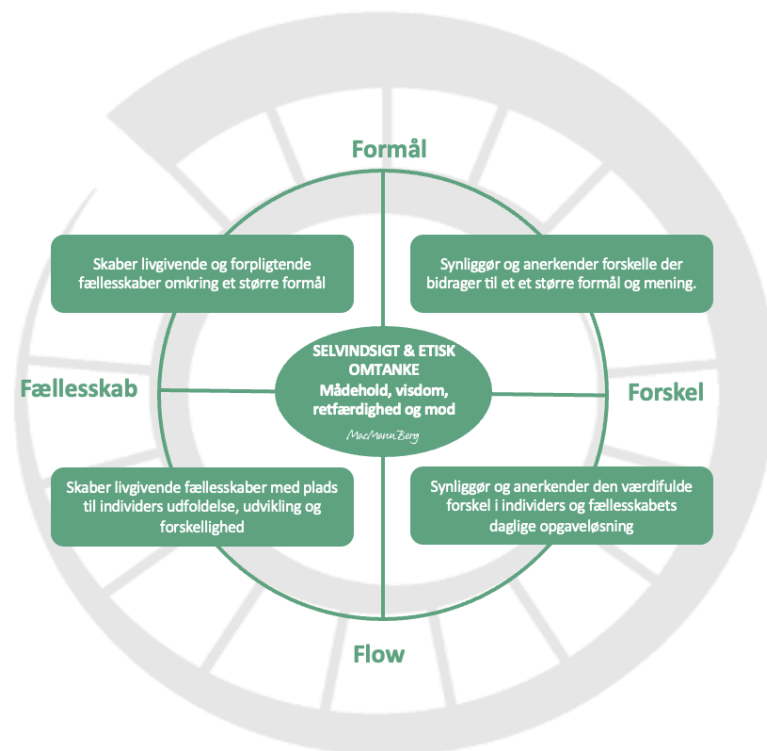 Formål
Skaber livgivende og forpligtende
fællesskaber omkring et større formål
Synliggør og anerkender forskelle der
bidrager til et et større formål og mening.
SELVINDSIGT & ETISK
OMTANKE
Mådehold, visdom,
retfærdighed og mod
MacMann Berg
Fællesskab
Forskel
Skaber livgivende fællesskaber med plads
til individers udfoldelse, udvikling og
forskellighed
Synliggør og anerkender den værdifulde
forskel i individers og fællesskabets
daglige opgaveløsning
Flow